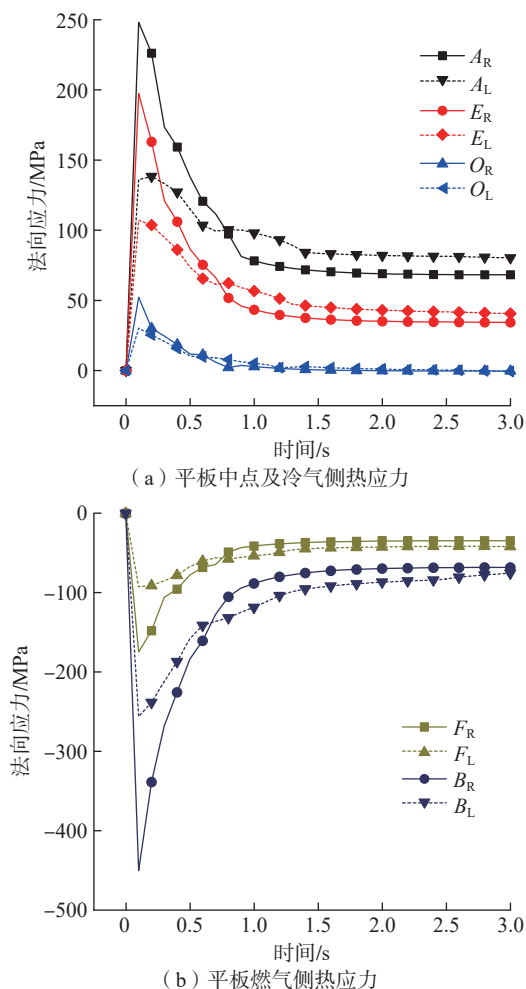 250
200
150
100
50
0
法向应力/MPa
A_R
A_L
E_R
E_L
O_R
O_L
0 0.5 1.0 1.5 2.0 2.5 3.0
时间/s
（a）平板中点及冷气侧热应力
0
-100
-200
-300
-400
-500
法向应力/MPa
F_R
F_L
B_R
B_L
0 0.5 1.0 1.5 2.0 2.5 3.0
时间/s
（b）平板燃气侧热应力